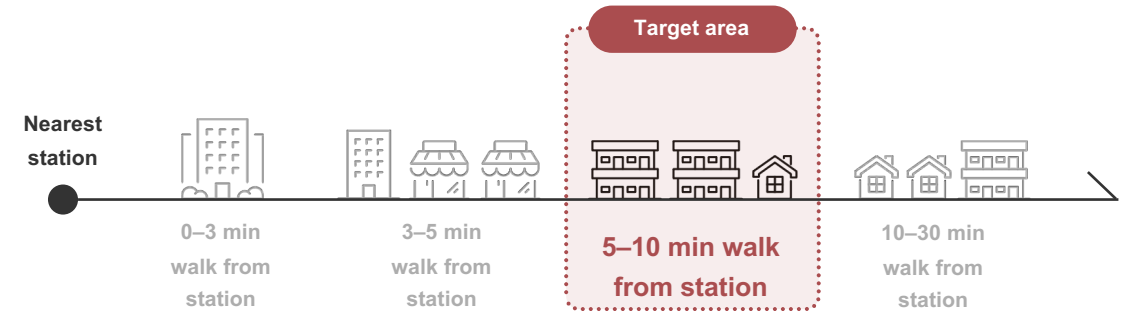 Target area
Nearest
station
0–3 min
walk from
station
3–5 min
walk from
station
5–10 min walk
from station
10–30 min
walk from
station